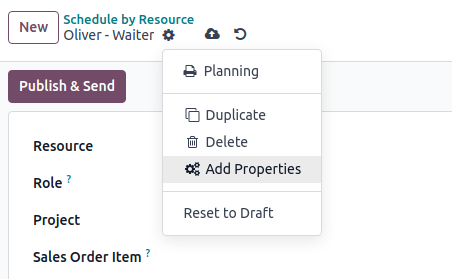 New
Schedule by Resource
Oliver - Waiter
Planning
Publish & Send
Duplicate
Delete
Add Properties
Reset to Draft
Resource
Role ?
Project
Sales Order Item ?